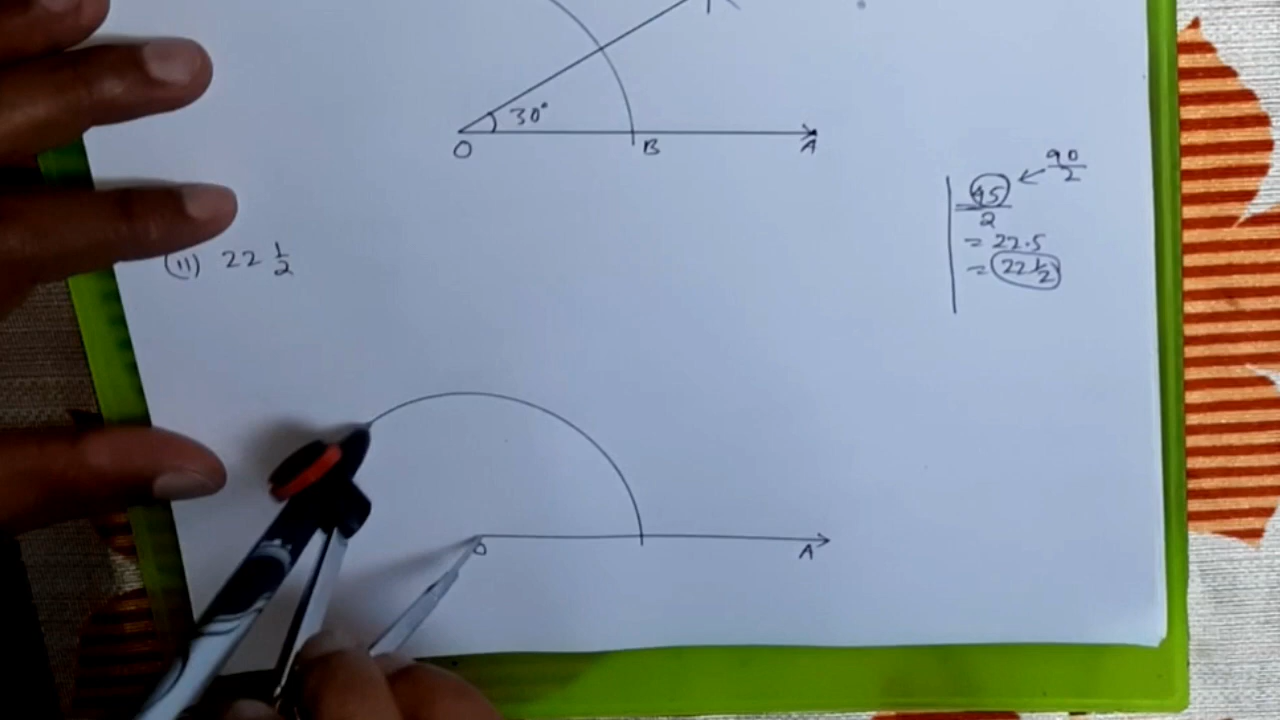 30°
O B A
90/2
45/2
= 22.5
= 22 1/2
(ii) 22 1/2
O A